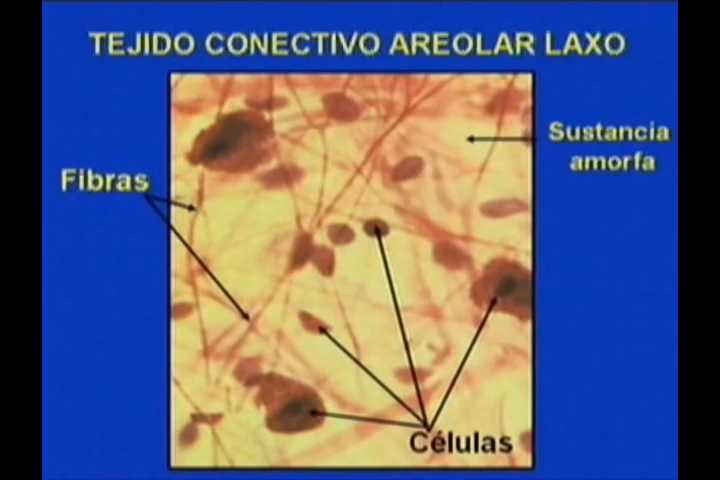 TEJIDO CONECTIVO AREOLAR LAXO
Sustancia
amorfa
Fibras
Células